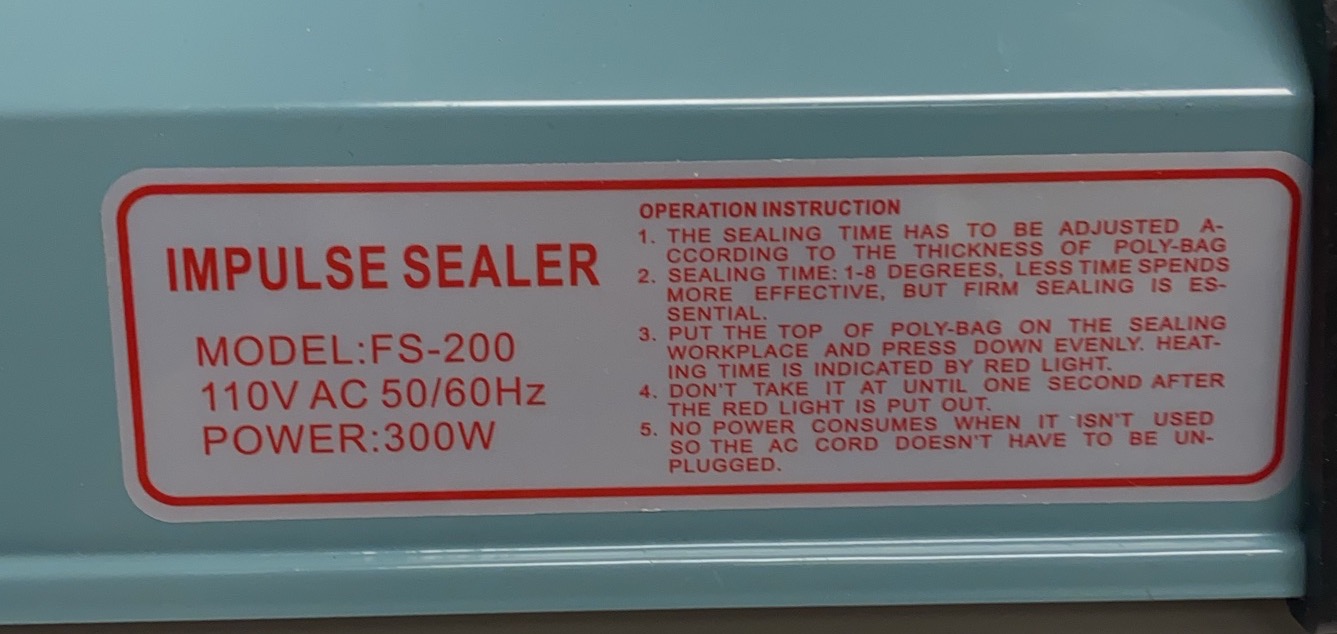 IMPULSE SEALER
MODEL:FS-200
110V AC 50/60Hz
POWER:300W
OPERATION INSTRUCTION
1. THE SEALING TIME HAS TO BE ADJUSTED A-
CCORDING TO THE THICKNESS OF POLY-BAG
2. SEALING TIME: 1-8 DEGREES, LESS TIME SPENDS
MORE EFFECTIVE, BUT FIRM SEALING IS ES-
SENTIAL.
3. PUT THE TOP OF POLY-BAG ON THE SEALING
WORKPLACE AND PRESS DOWN EVENLY. HEAT-
ING TIME IS INDICATED BY RED LIGHT.
4. DON'T TAKE IT AT UNTIL ONE SECOND AFTER
THE RED LIGHT IS PUT OUT.
5. NO POWER CONSUMES WHEN IT ISN'T USED
SO THE AC CORD DOESN'T HAVE TO BE UN-
PLUGGED.